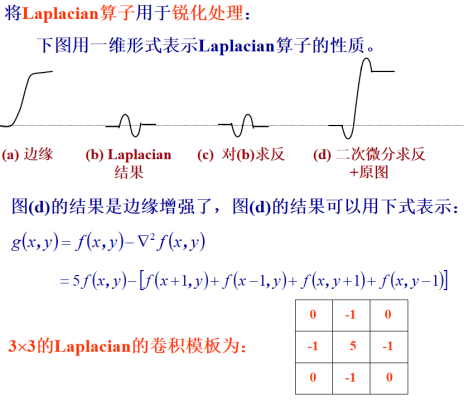 将Laplacian算子用于锐化处理：
下图用一维形式表示Laplacian算子的性质。
(a) 边缘 (b) Laplacian (c) 对(b)求反 (d) 二次微分求反
结果 +原图
图(d)的结果是边缘增强了，图(d)的结果可以用下式表示：
g(x,y)= f(x,y)−∇²f(x,y)
=5f(x,y)−[f(x+1,y)+f(x−1,y)+f(x,y+1)+f(x,y−1)]
0 -1 0
3×3的Laplacian的卷积模板为： -1 5 -1
0 -1 0